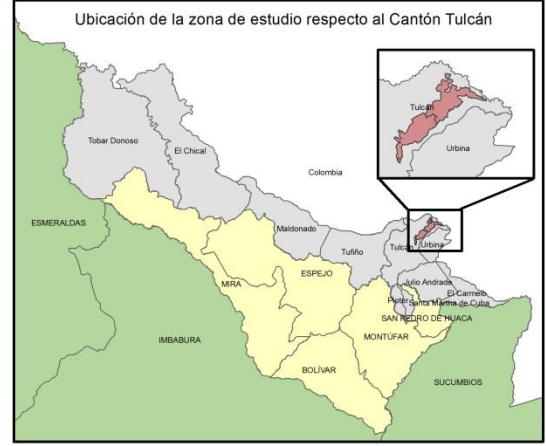 Ubicación de la zona de estudio respecto al Cantón Tulcán
Tulcán
Urbina
Tobar Donoso
El Chical
Colombia
ESMERALDAS
Maldonado
Tufiño
Tulcán
Urbina
MIRA
ESPEJO
Julio Andrade
El Carmelo
Pioter
Santa Martha de Cuba
SAN PEDRO DE HUACA
MONTÚFAR
IMBABURA
BOLÍVAR
SUCUMBIOS